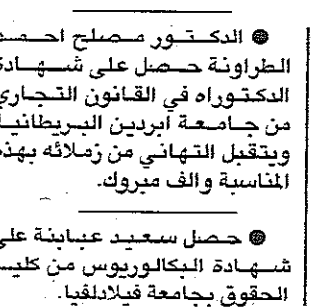 ● الدكتور مصلح احمد
الطراونة حصل على شهادة
الدكتوراه في القانون التجاري
من جامعة ابردين البريطانية
ويتقبل التهاني من زملائه بهذه
المناسبة والف مبروك.
● حصل سعيد عبابنة على
شهادة البكالوريوس من كلية
الحقوق بجامعة فيلادلفيا.